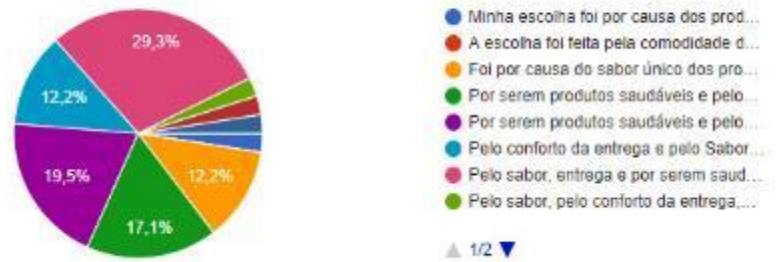 29,3%
12,2%
19,5%
17,1%
12,2%
Minha escolha foi por causa dos prod...
A escolha foi feita pela comodidade d...
Foi por causa do sabor único dos pro...
Por serem produtos saudáveis e pelo...
Por serem produtos saudáveis e pelo...
Pelo conforto da entrega e pelo Sabor...
Pelo sabor, entrega e por serem saud...
Pelo sabor, pelo conforto da entrega,...
1/2